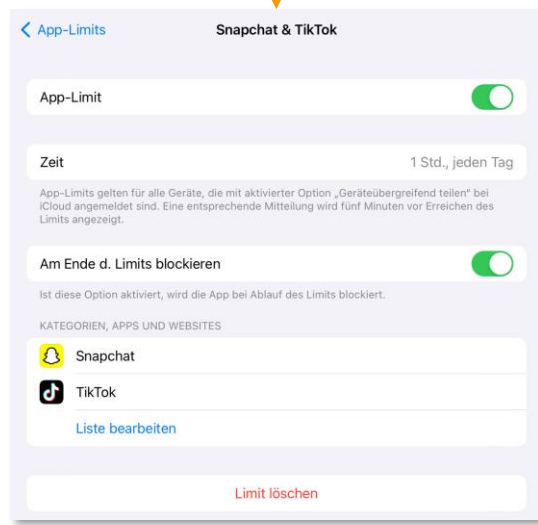 App-Limits
Snapchat & TikTok
App-Limit
Zeit
1 Std., jeden Tag
App-Limits gelten für alle Geräte, die mit aktivierter Option „Geräteübergreifend teilen" bei
iCloud angemeldet sind. Eine entsprechende Mitteilung wird fünf Minuten vor Erreichen des
Limits angezeigt.
Am Ende d. Limits blockieren
Ist diese Option aktiviert, wird die App bei Ablauf des Limits blockiert.
KATEGORIEN, APPS UND WEBSITES
Snapchat
TikTok
Liste bearbeiten
Limit löschen